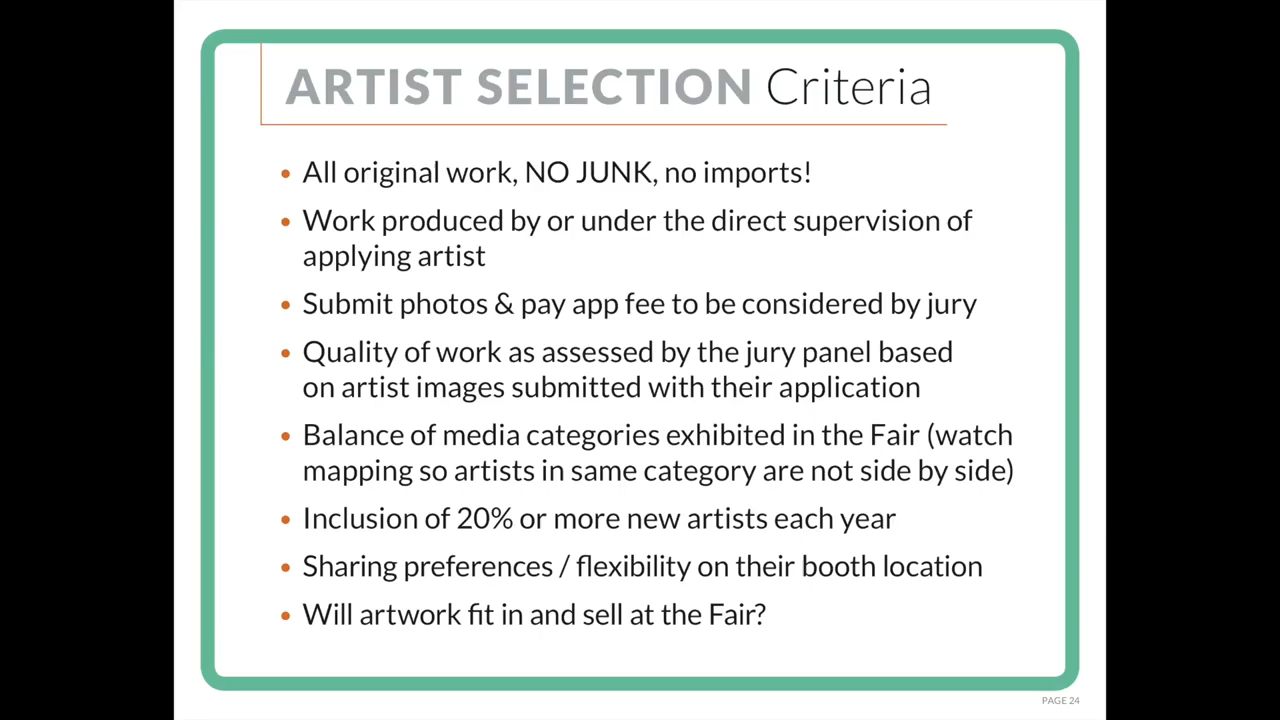 ARTIST SELECTION Criteria
• All original work, NO JUNK, no imports!
• Work produced by or under the direct supervision of
applying artist
• Submit photos & pay app fee to be considered by jury
• Quality of work as assessed by the jury panel based
on artist images submitted with their application
• Balance of media categories exhibited in the Fair (watch
mapping so artists in same category are not side by side)
• Inclusion of 20% or more new artists each year
• Sharing preferences / flexibility on their booth location
• Will artwork fit in and sell at the Fair?
PAGE 24